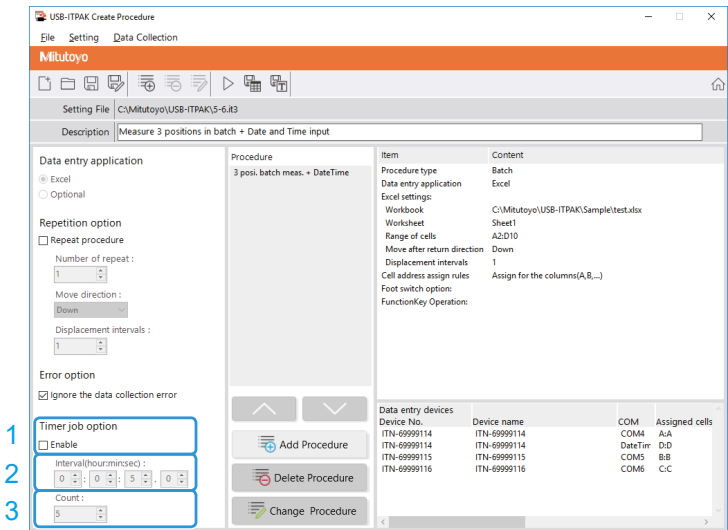 USB-ITPAK Create Procedure
File Setting Data Collection
Mitutoyo
Setting File C:\Mitutoyo\USB-ITPAK\5-6.it3
Description Measure 3 positions in batch + Date and Time input
Data entry application
Excel
Optional
Repetition option
Repeat procedure
Number of repeat :
1
Move direction :
Down
Displacement intervals :
1
Error option
Ignore the data collection error
1
Timer job option
Enable
2
Interval(hour:min:sec) :
0 : 0 : 5 . 0
3
Count :
5
Procedure
3 posi. batch meas. + DateTime
Add Procedure
Delete Procedure
Change Procedure
Item Content
Procedure type Batch
Data entry application Excel
Excel settings:
Workbook C:\Mitutoyo\USB-ITPAK\Sample\test.xlsx
Worksheet Sheet1
Range of cells A2:D10
Move after return direction Down
Displacement intervals 1
Cell address assign rules Assign for the columns(A,B,...)
Foot switch option:
FunctionKey Operation:
Data entry devices
Device No. Device name COM Assigned cells
ITN-69999114 ITN-69999114 COM4 A:A
ITN-69999114 ITN-69999114 DateTim D:D
ITN-69999115 ITN-69999115 COM5 B:B
ITN-69999116 ITN-69999116 COM6 C:C